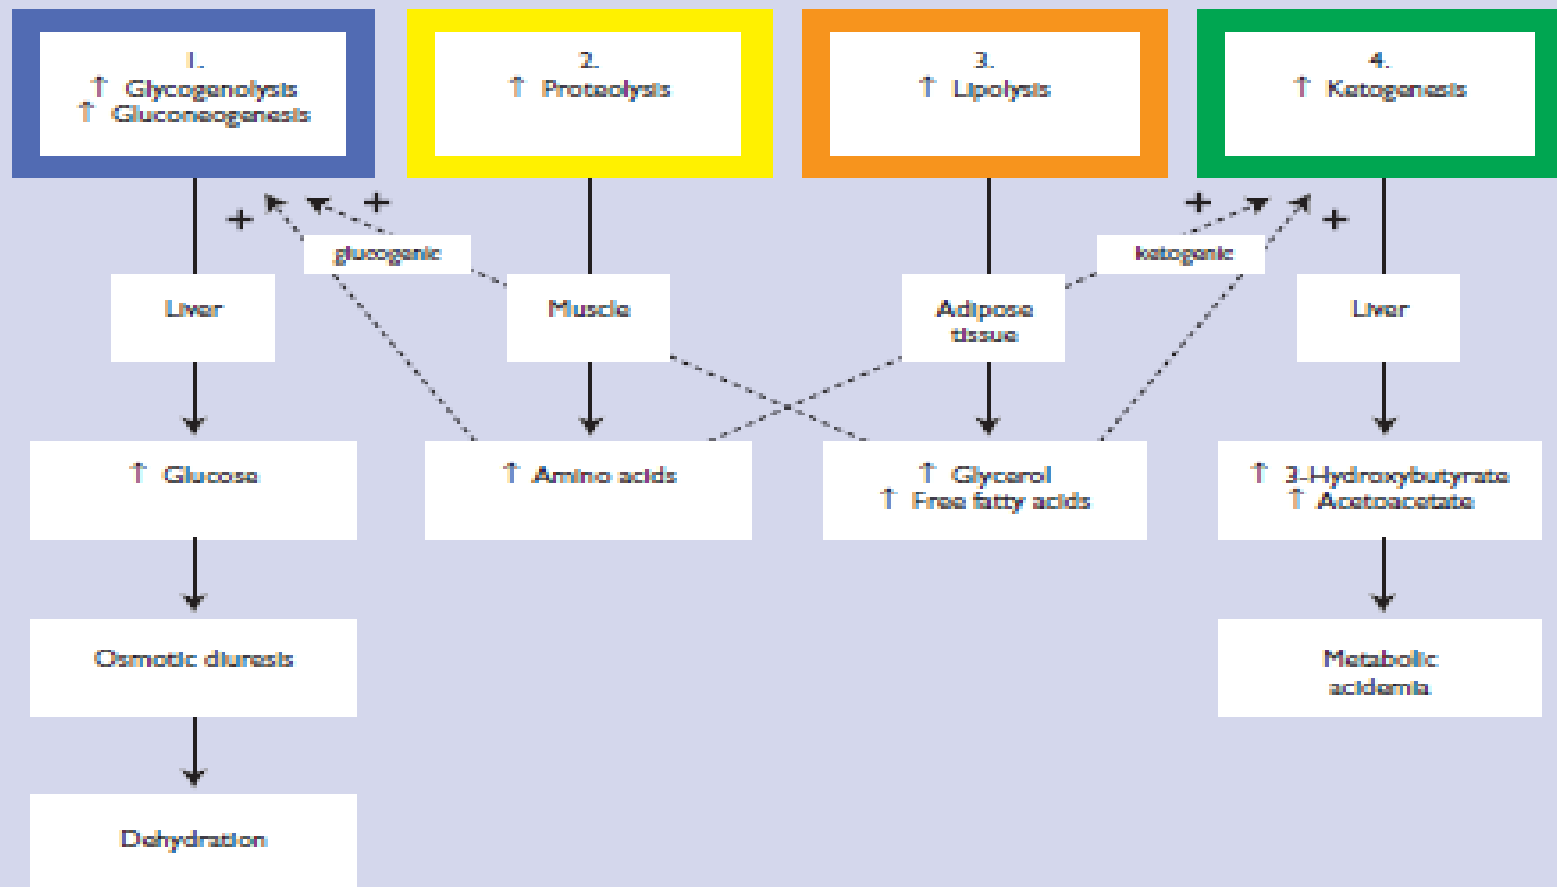 1.
↑ Glycogenolysis
↑ Gluconeogenesis
2.
↑ Proteolysis
3.
↑ Lipolysis
4.
↑ Ketogenesis
+
+
+
+
glucogenic
ketogenic
Liver
Muscle
Adipose
tissue
Liver
↑ Glucose
↑ Amino acids
↑ Glycerol
↑ Free fatty acids
↑ 3-Hydroxybutyrate
↑ Acetoacetate
Osmotic diuresis
Metabolic
acidemia
Dehydration